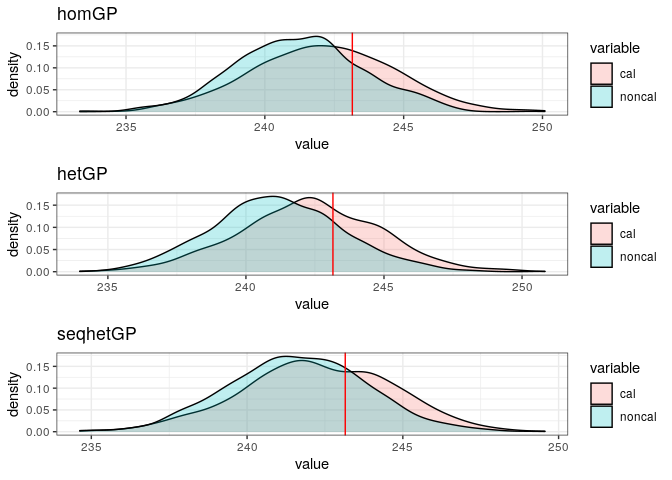 homGP
density
0.15
0.10
0.05
0.00
235 240 245 250
value
variable
cal
noncal
hetGP
density
0.15
0.10
0.05
0.00
235 240 245 250
value
variable
cal
noncal
seqhetGP
density
0.15
0.10
0.05
0.00
235 240 245 250
value
variable
cal
noncal